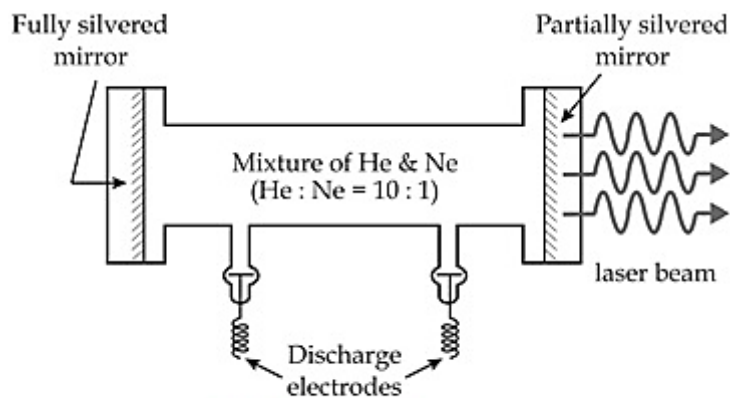 Fully silvered
mirror
Partially silvered
mirror
Mixture of He & Ne
(He : Ne = 10 : 1)
laser beam
Discharge
electrodes